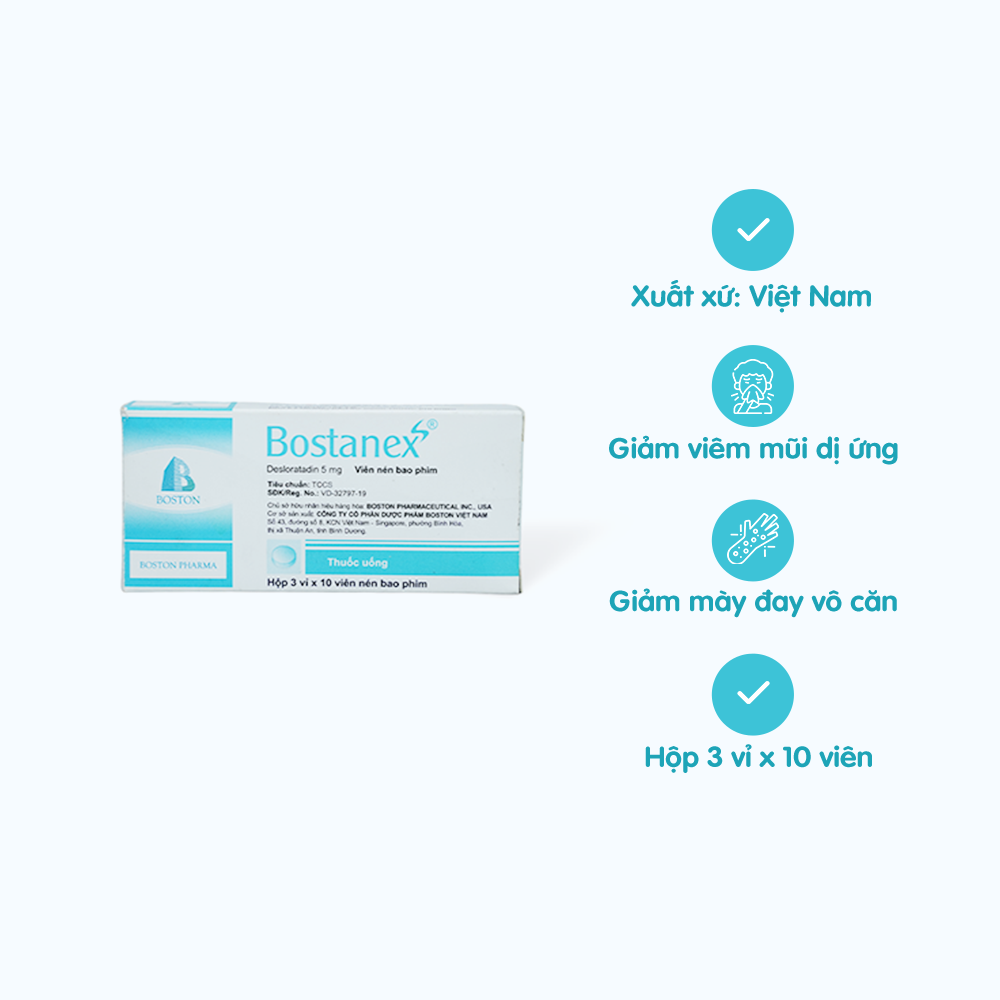 Bostanex®
Desloratadin 5 mg Viên nén bao phim
Tiêu chuẩn: TCCS
SĐK/Reg. No.: VD-32797-19
Chủ sở hữu nhãn hiệu hàng hóa: BOSTON PHARMACEUTICAL INC., USA
Cơ sở sản xuất: CÔNG TY CỔ PHẦN DƯỢC PHẨM BOSTON VIỆT NAM
Số 43, đường số 8, KCN Việt Nam - Singapore, phường Bình Hòa,
thị xã Thuận An, tỉnh Bình Dương.
BOSTON
BOSTON PHARMA
Thuốc uống
Hộp 3 vỉ x 10 viên nén bao phim
Xuất xứ: Việt Nam
Giảm viêm mũi dị ứng
Giảm mày đay vô căn
Hộp 3 vỉ x 10 viên